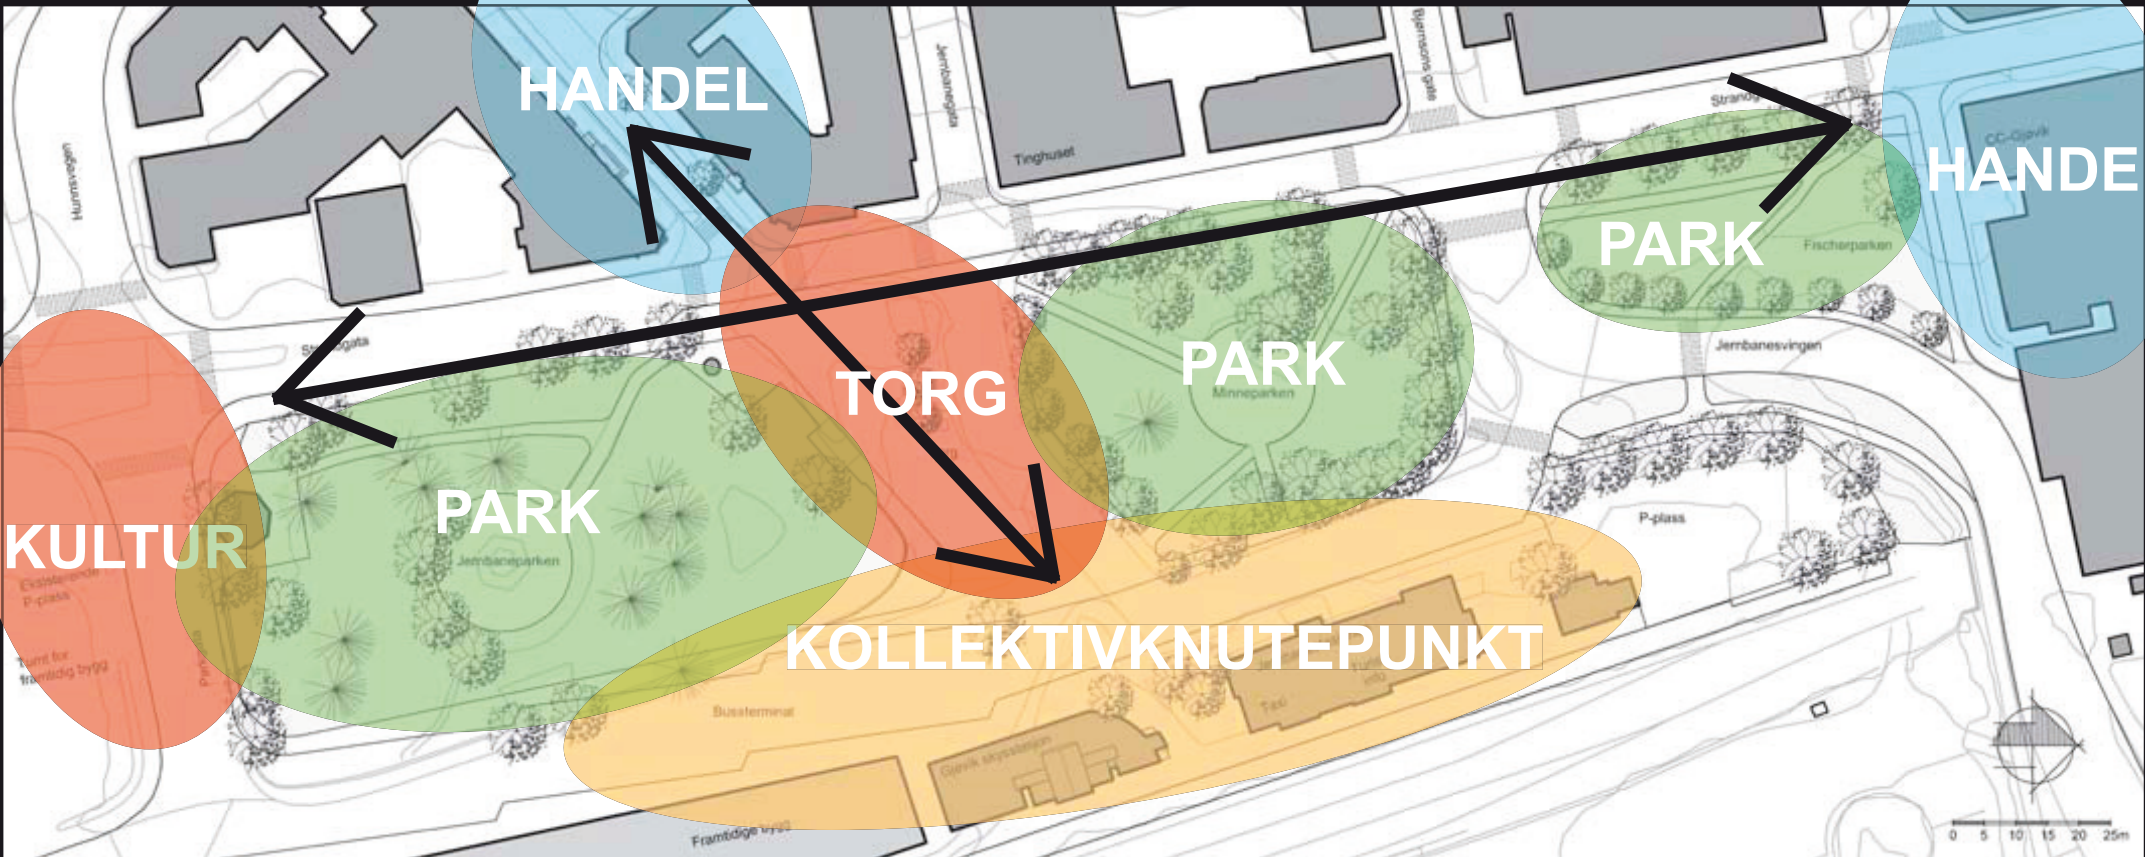 HANDEL
HANDE
Hunnsvegen
Jernbanegata
Bjørnsons gate
Tinghuset
CC-Gjøvik
PARK
Fischerparken
Jernbanesvingen
TORG
PARK
Minneparken
PARK
Jernbaneparken
KULTUR
Eksisterende
P-plass
Tomt for
framtidig bygg
P-plass
KOLLEKTIVKNUTEPUNKT
Bussterminal
Taxi
Gjøvik skysstasjon
Framtidige bygg
0 5 10 15 20 25m